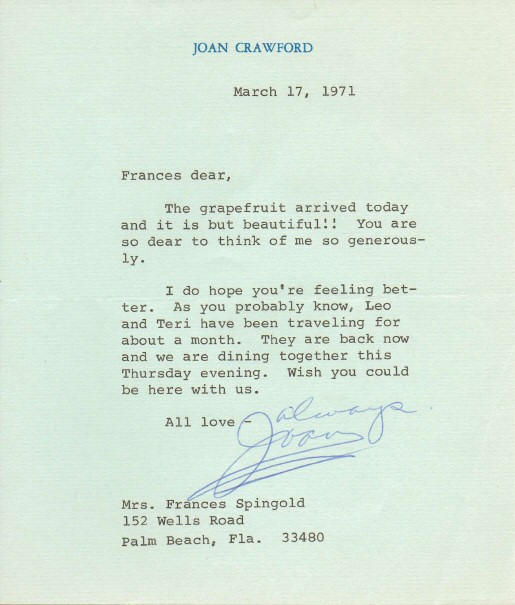 JOAN CRAWFORD
March 17, 1971
Frances dear,
The grapefruit arrived today
and it is but beautiful!! You are
so dear to think of me so generous-
ly.
I do hope you're feeling bet-
ter. As you probably know, Leo
and Teri have been traveling for
about a month. They are back now
and we are dining together this
Thursday evening. Wish you could
be here with us.
All love - always
Joan
Mrs. Frances Spingold
152 Wells Road
Palm Beach, Fla. 33480